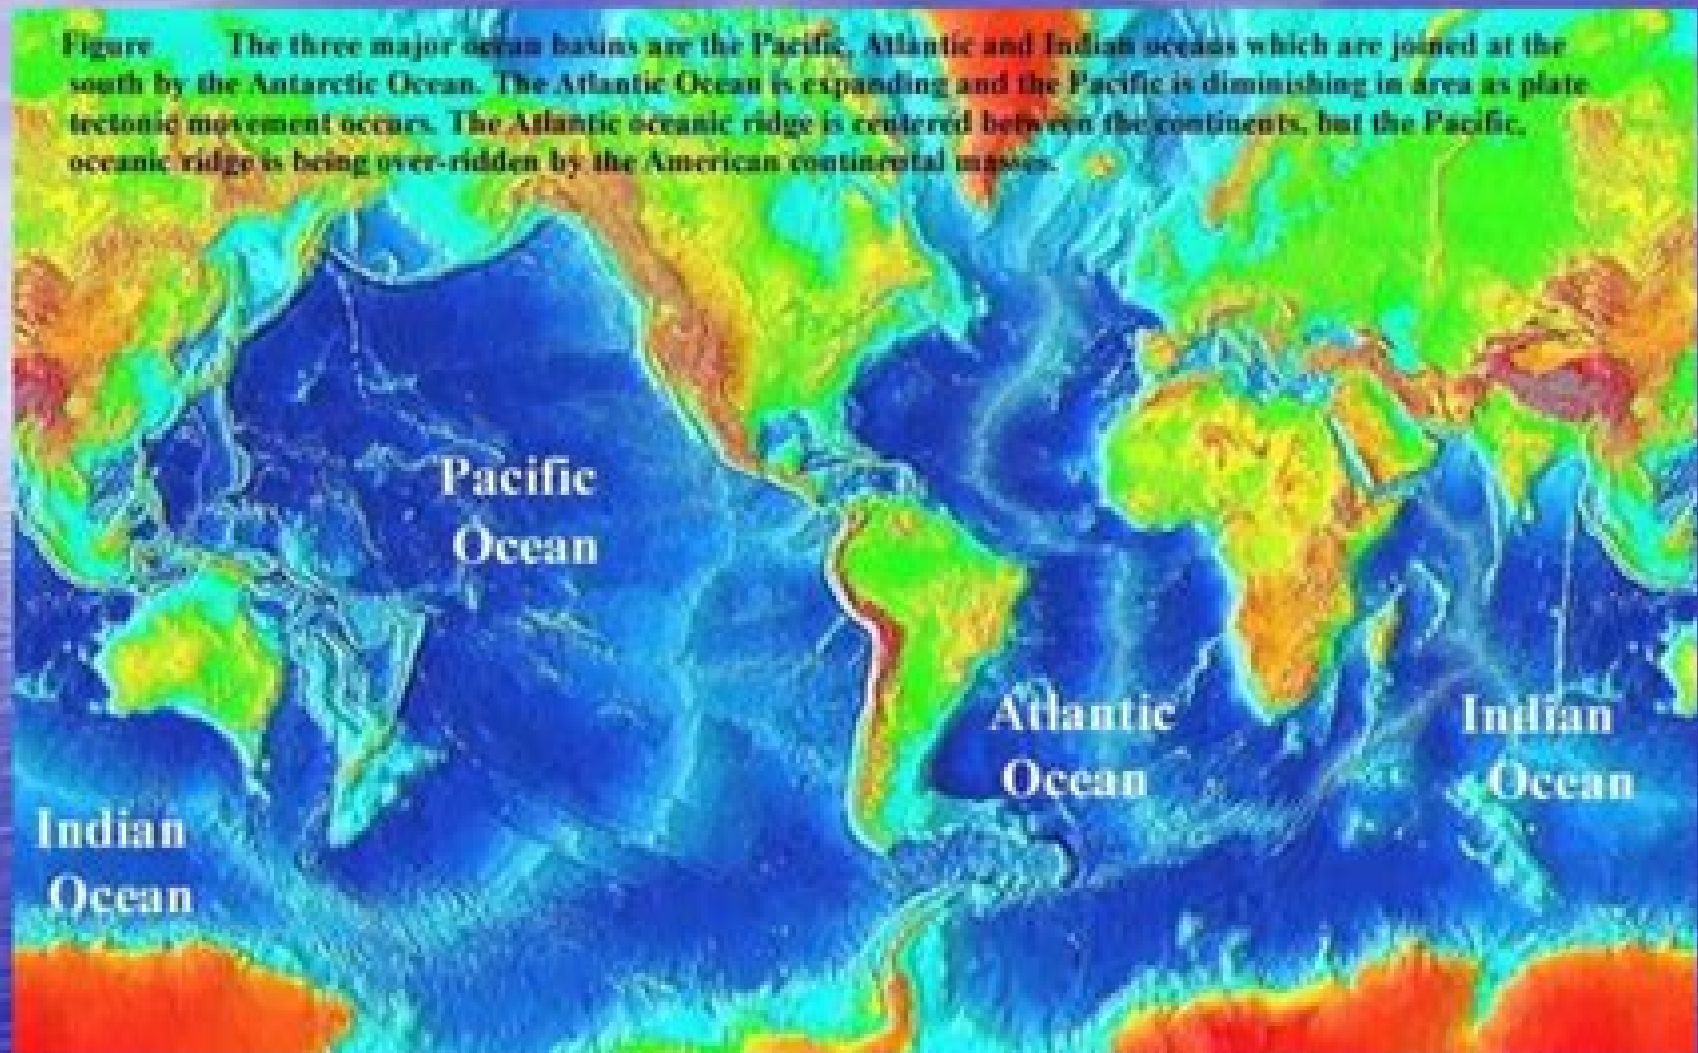 Figure The three major ocean basins are the Pacific, Atlantic and Indian oceans which are joined at the
south by the Antarctic Ocean. The Atlantic Ocean is expanding and the Pacific is diminishing in area as plate
tectonic movement occurs. The Atlantic oceanic ridge is centered between the continents, but the Pacific,
oceanic ridge is being over-ridden by the American continental masses.
Pacific
Ocean
Atlantic
Ocean
Indian
Ocean
Indian
Ocean